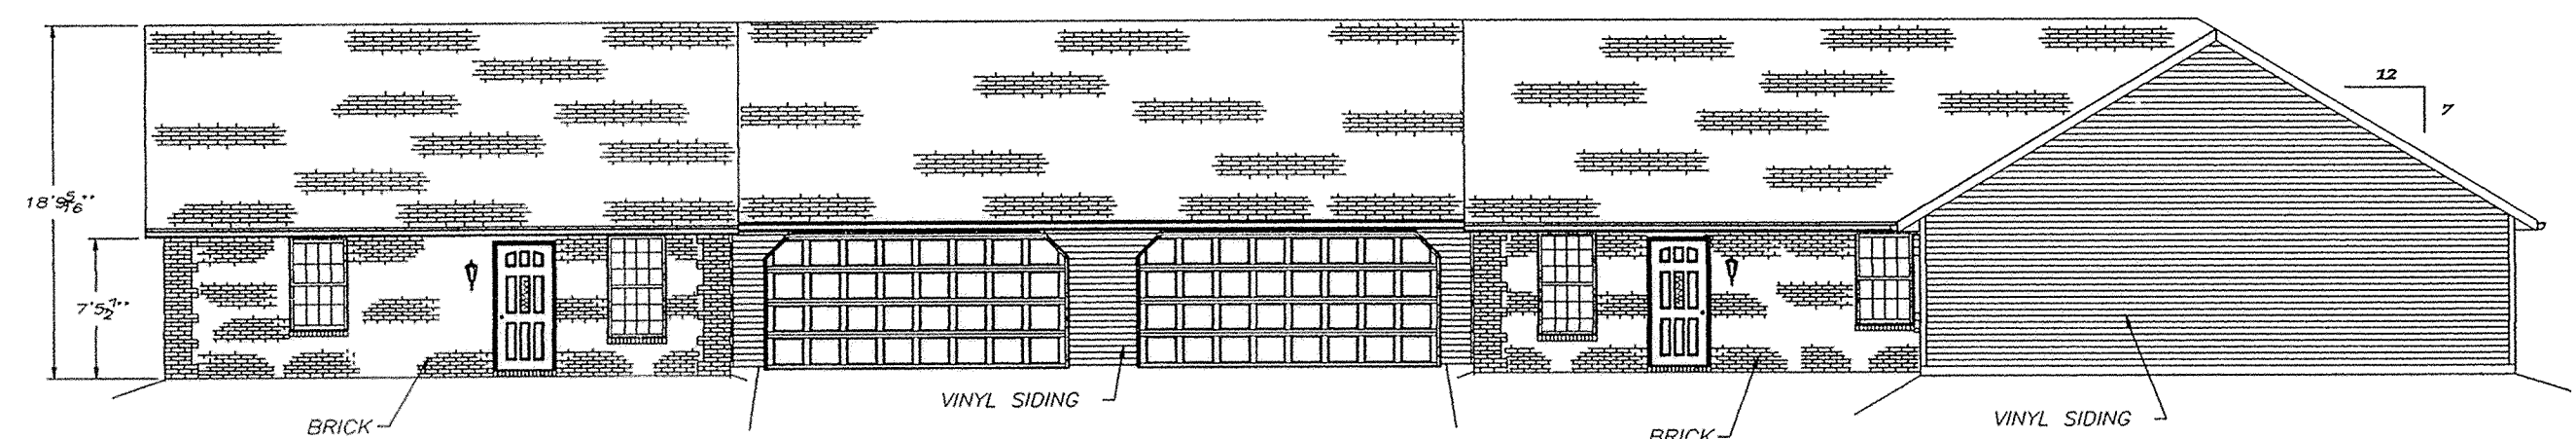 12
7
18'9 5/16"
7'5 1/2"
BRICK
VINYL SIDING
BRICK
VINYL SIDING